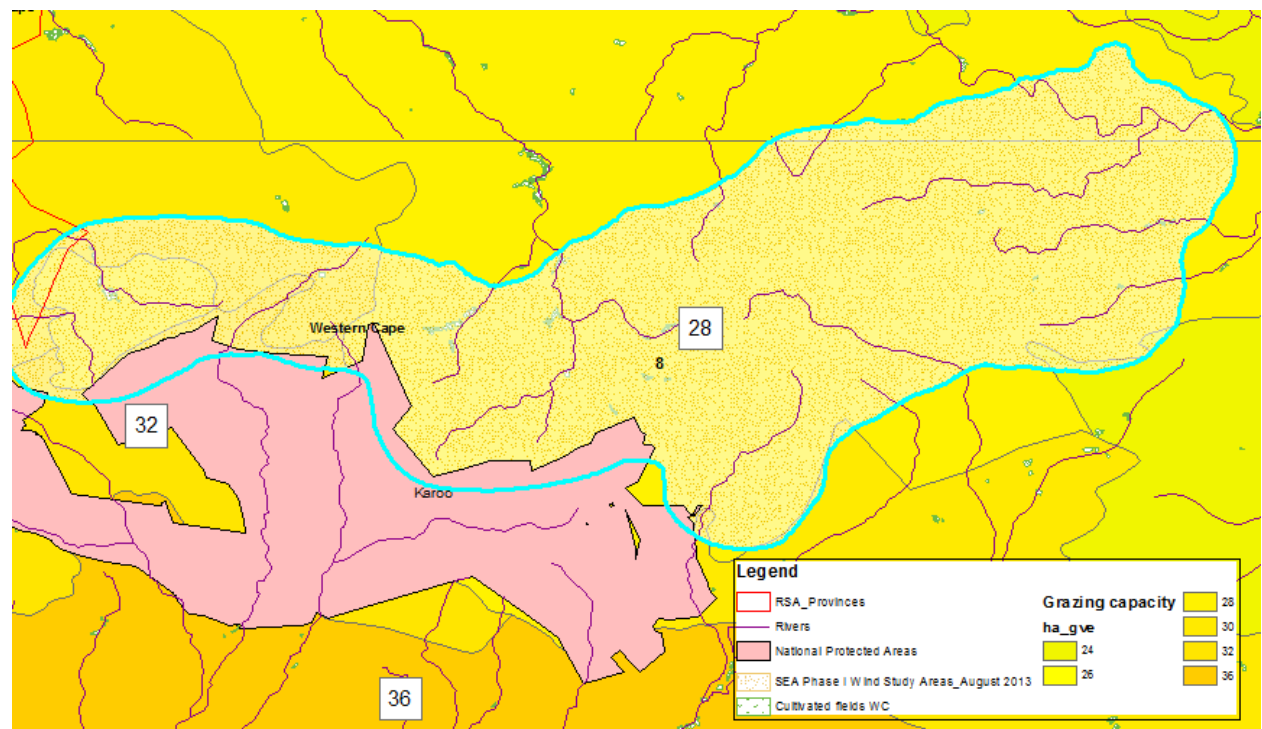 Western Cape
28
8
32
Karoo
36
Legend
RSA_Provinces
Rivers
National Protected Areas
SEA Phase I Wind Study Areas_August 2013
Cultivated fields WC
Grazing capacity
ha_gve
24
26
28
30
32
36